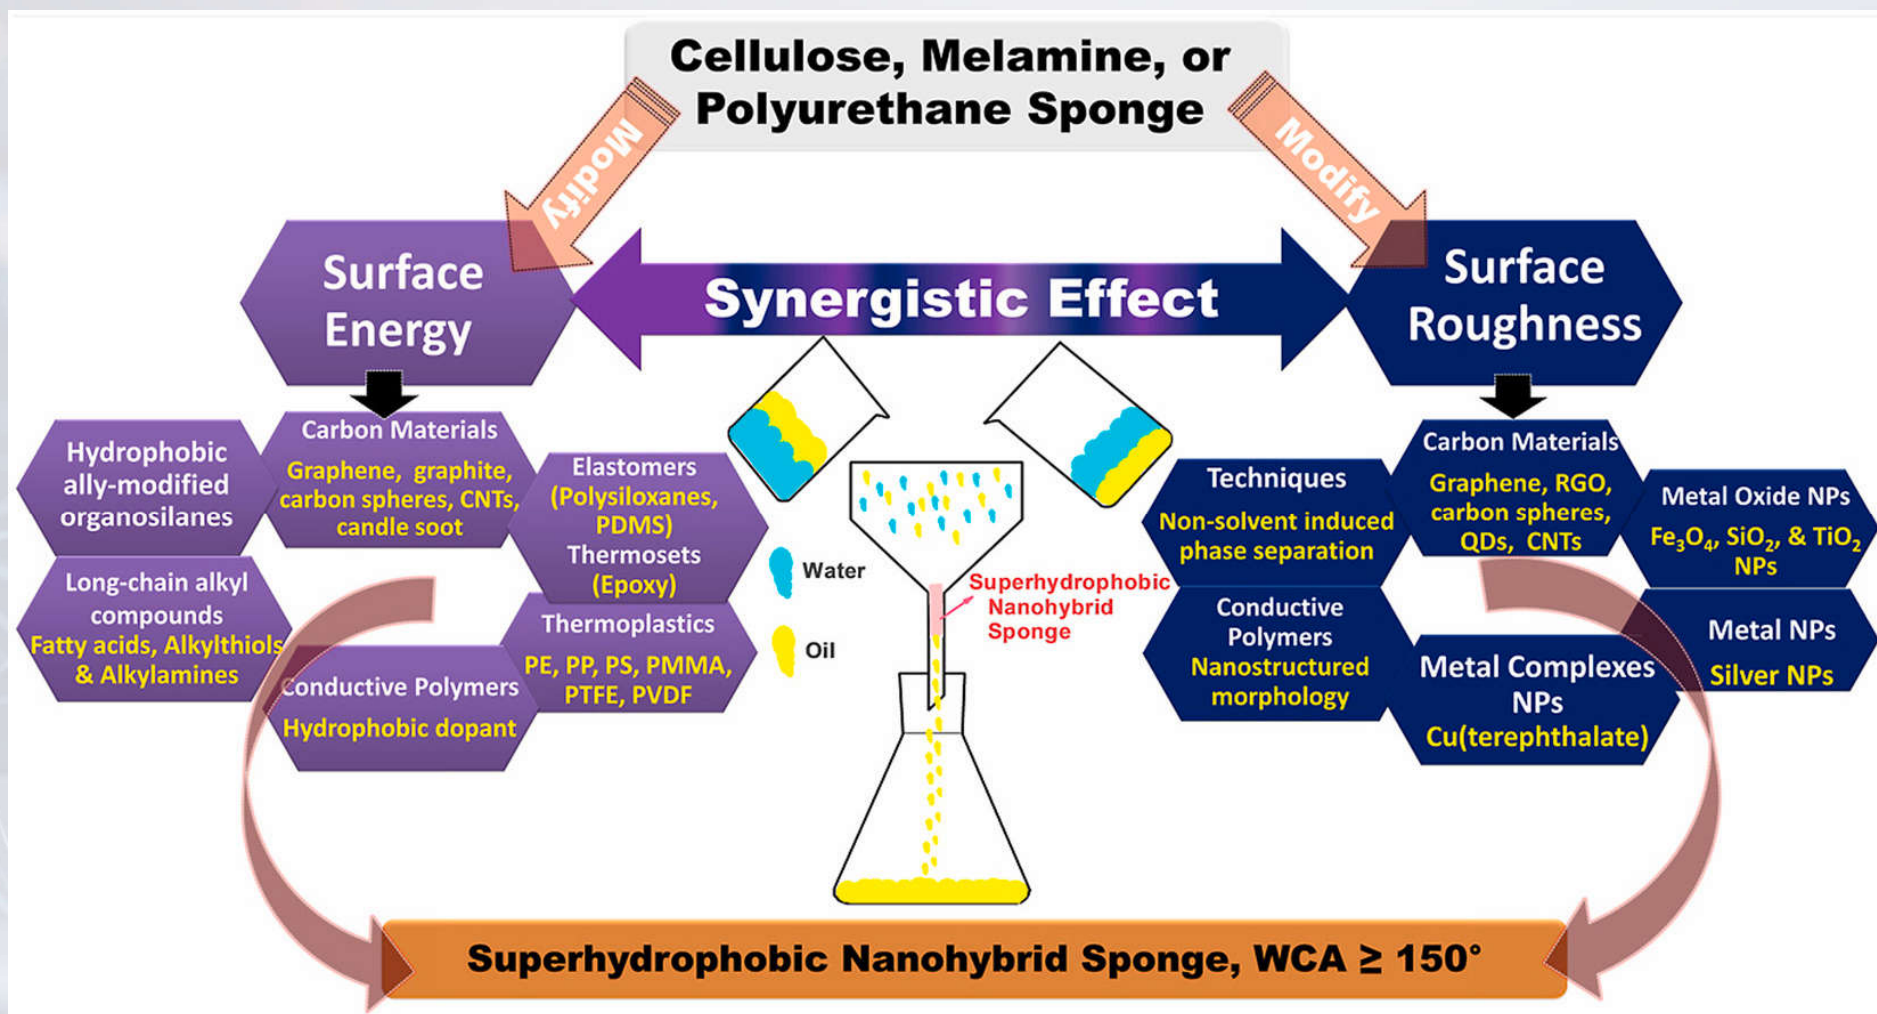 Cellulose, Melamine, or
Polyurethane Sponge
Modify
Modify
Surface
Energy
Synergistic Effect
Surface
Roughness
Hydrophobic
ally-modified
organosilanes
Carbon Materials
Graphene, graphite,
carbon spheres, CNTs,
candle soot
Elastomers
(Polysiloxanes,
PDMS)
Thermosets
(Epoxy)
Long-chain alkyl
compounds
Fatty acids, Alkylthiols
& Alkylamines
Conductive Polymers
Hydrophobic dopant
Thermoplastics
PE, PP, PS, PMMA,
PTFE, PVDF
Water
Oil
Superhydrophobic
Nanohybrid
Sponge
Techniques
Non-solvent induced
phase separation
Carbon Materials
Graphene, RGO,
carbon spheres,
QDs, CNTs
Metal Oxide NPs
Fe₃O₄, SiO₂, & TiO₂
NPs
Conductive
Polymers
Nanostructured
morphology
Metal Complexes
NPs
Cu(terephthalate)
Metal NPs
Silver NPs
Superhydrophobic Nanohybrid Sponge, WCA ≥ 150°